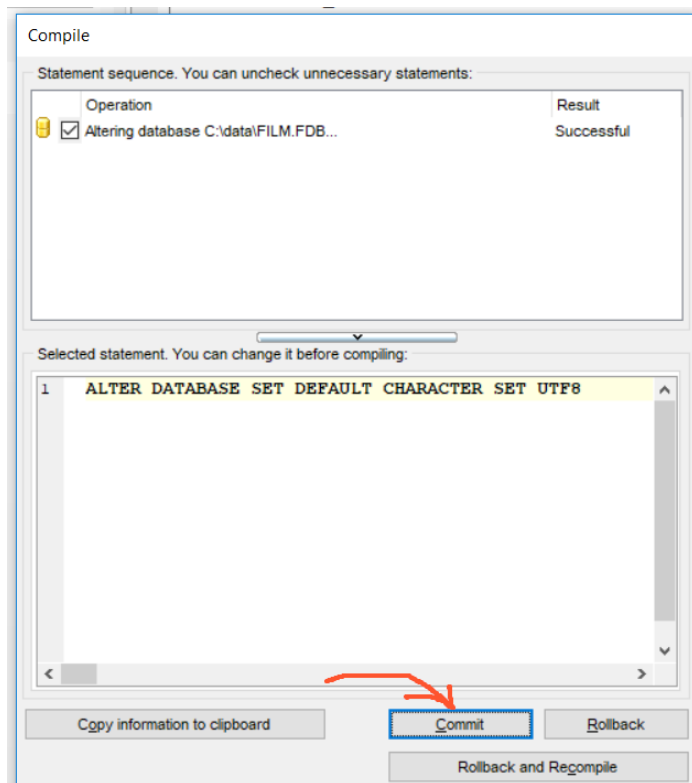 Compile
Statement sequence. You can uncheck unnecessary statements:
Operation Result
Altering database C:\data\FILM.FDB... Successful
Selected statement. You can change it before compiling:
1 ALTER DATABASE SET DEFAULT CHARACTER SET UTF8
Copy information to clipboard Commit Rollback
Rollback and Recompile